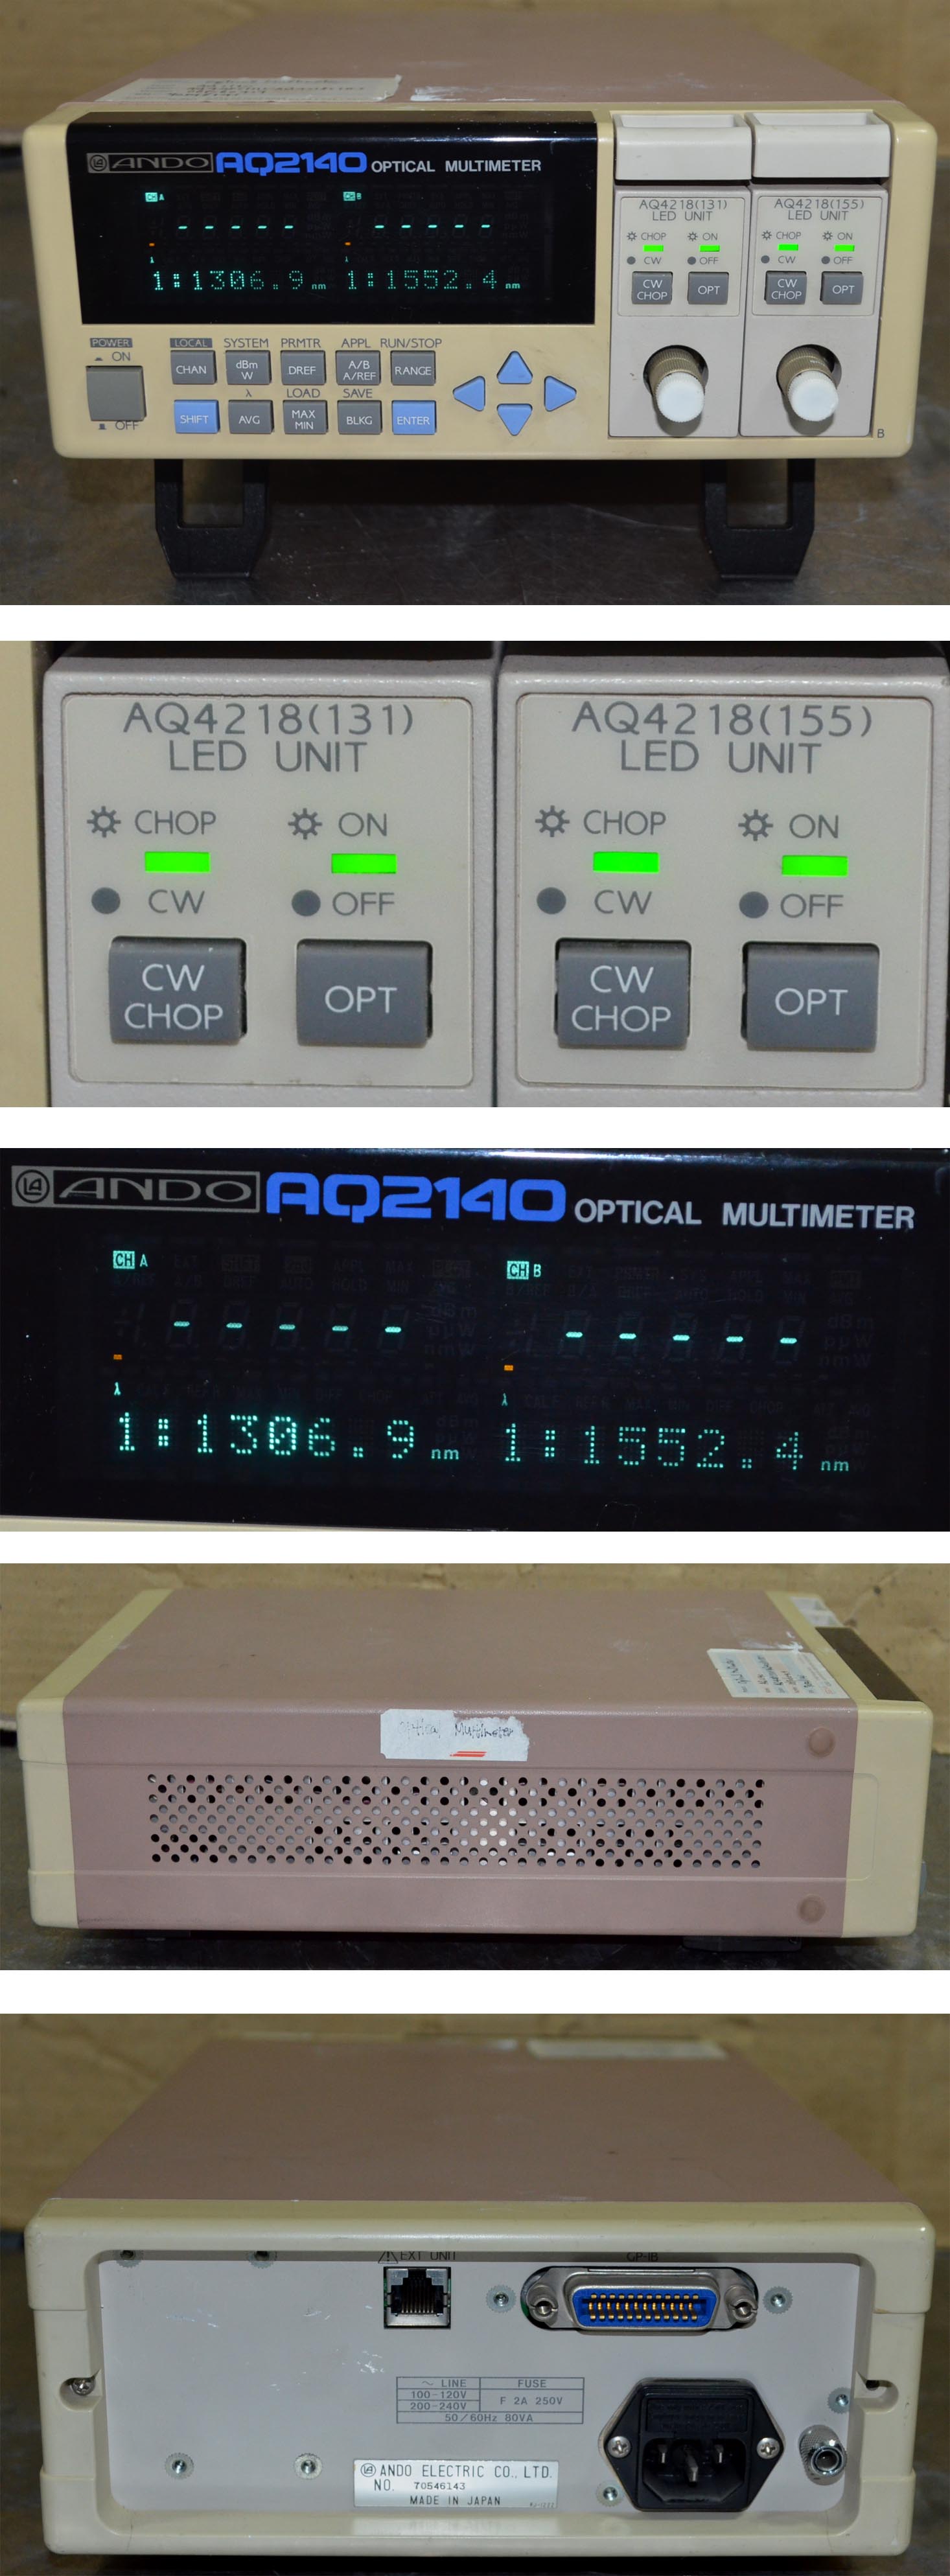 ANDO AQ2140 OPTICAL MULTIMETER
CH A
CH B
- - - - -
- - - - -
λ
λ
1:1306.9 nm
1:1552.4 nm
POWER
ON
OFF
LOCAL SYSTEM PRMTR APPL RUN/STOP
CHAN
dBm
W
DREF
A/B
A/REF
RANGE
λ LOAD SAVE
SHIFT
AVG
MAX
MIN
BLKG
ENTER
AQ4218(131)
LED UNIT
CHOP ON
CW OFF
CW
CHOP
OPT
AQ4218(155)
LED UNIT
CHOP ON
CW OFF
CW
CHOP
OPT
B
AQ4218(131)
LED UNIT
CHOP ON
CW OFF
CW
CHOP
OPT
AQ4218(155)
LED UNIT
CHOP ON
CW OFF
CW
CHOP
OPT
ANDO AQ2140 OPTICAL MULTIMETER
CH A
CH B
- - - - -
- - - - -
λ
λ
1:1306.9 nm
1:1552.4 nm
Optical Multimeter
EXT UNIT
GP-IB
~ LINE FUSE
100-120V
200-240V
F 2A 250V
50/60Hz 80VA
ANDO ELECTRIC CO., LTD.
NO. 70546143
MADE IN JAPAN